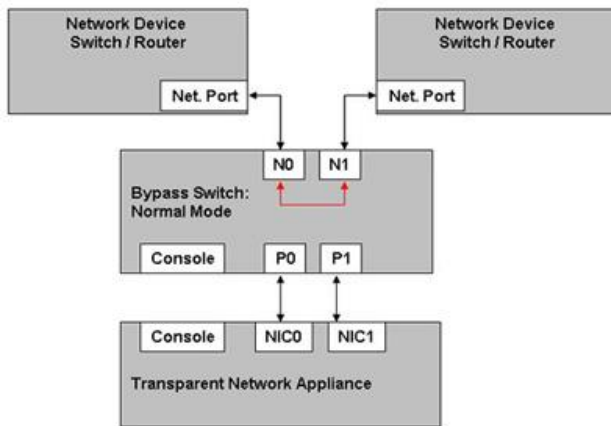 Network Device
Switch / Router
Net. Port
Network Device
Switch / Router
Net. Port
N0
N1
Bypass Switch:
Normal Mode
Console
P0
P1
Console
NIC0
NIC1
Transparent Network Appliance